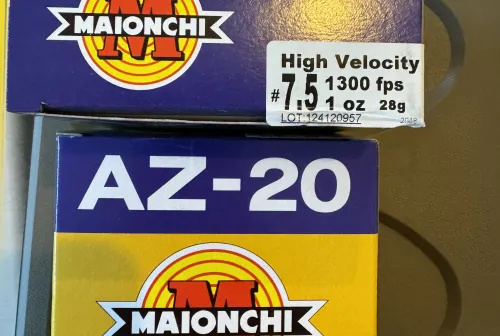 M
MAIONCHI
High Velocity
#7.5 1300 fps
1 oz 28g
LOT 124120957
AZ-20
M
MAIONCHI